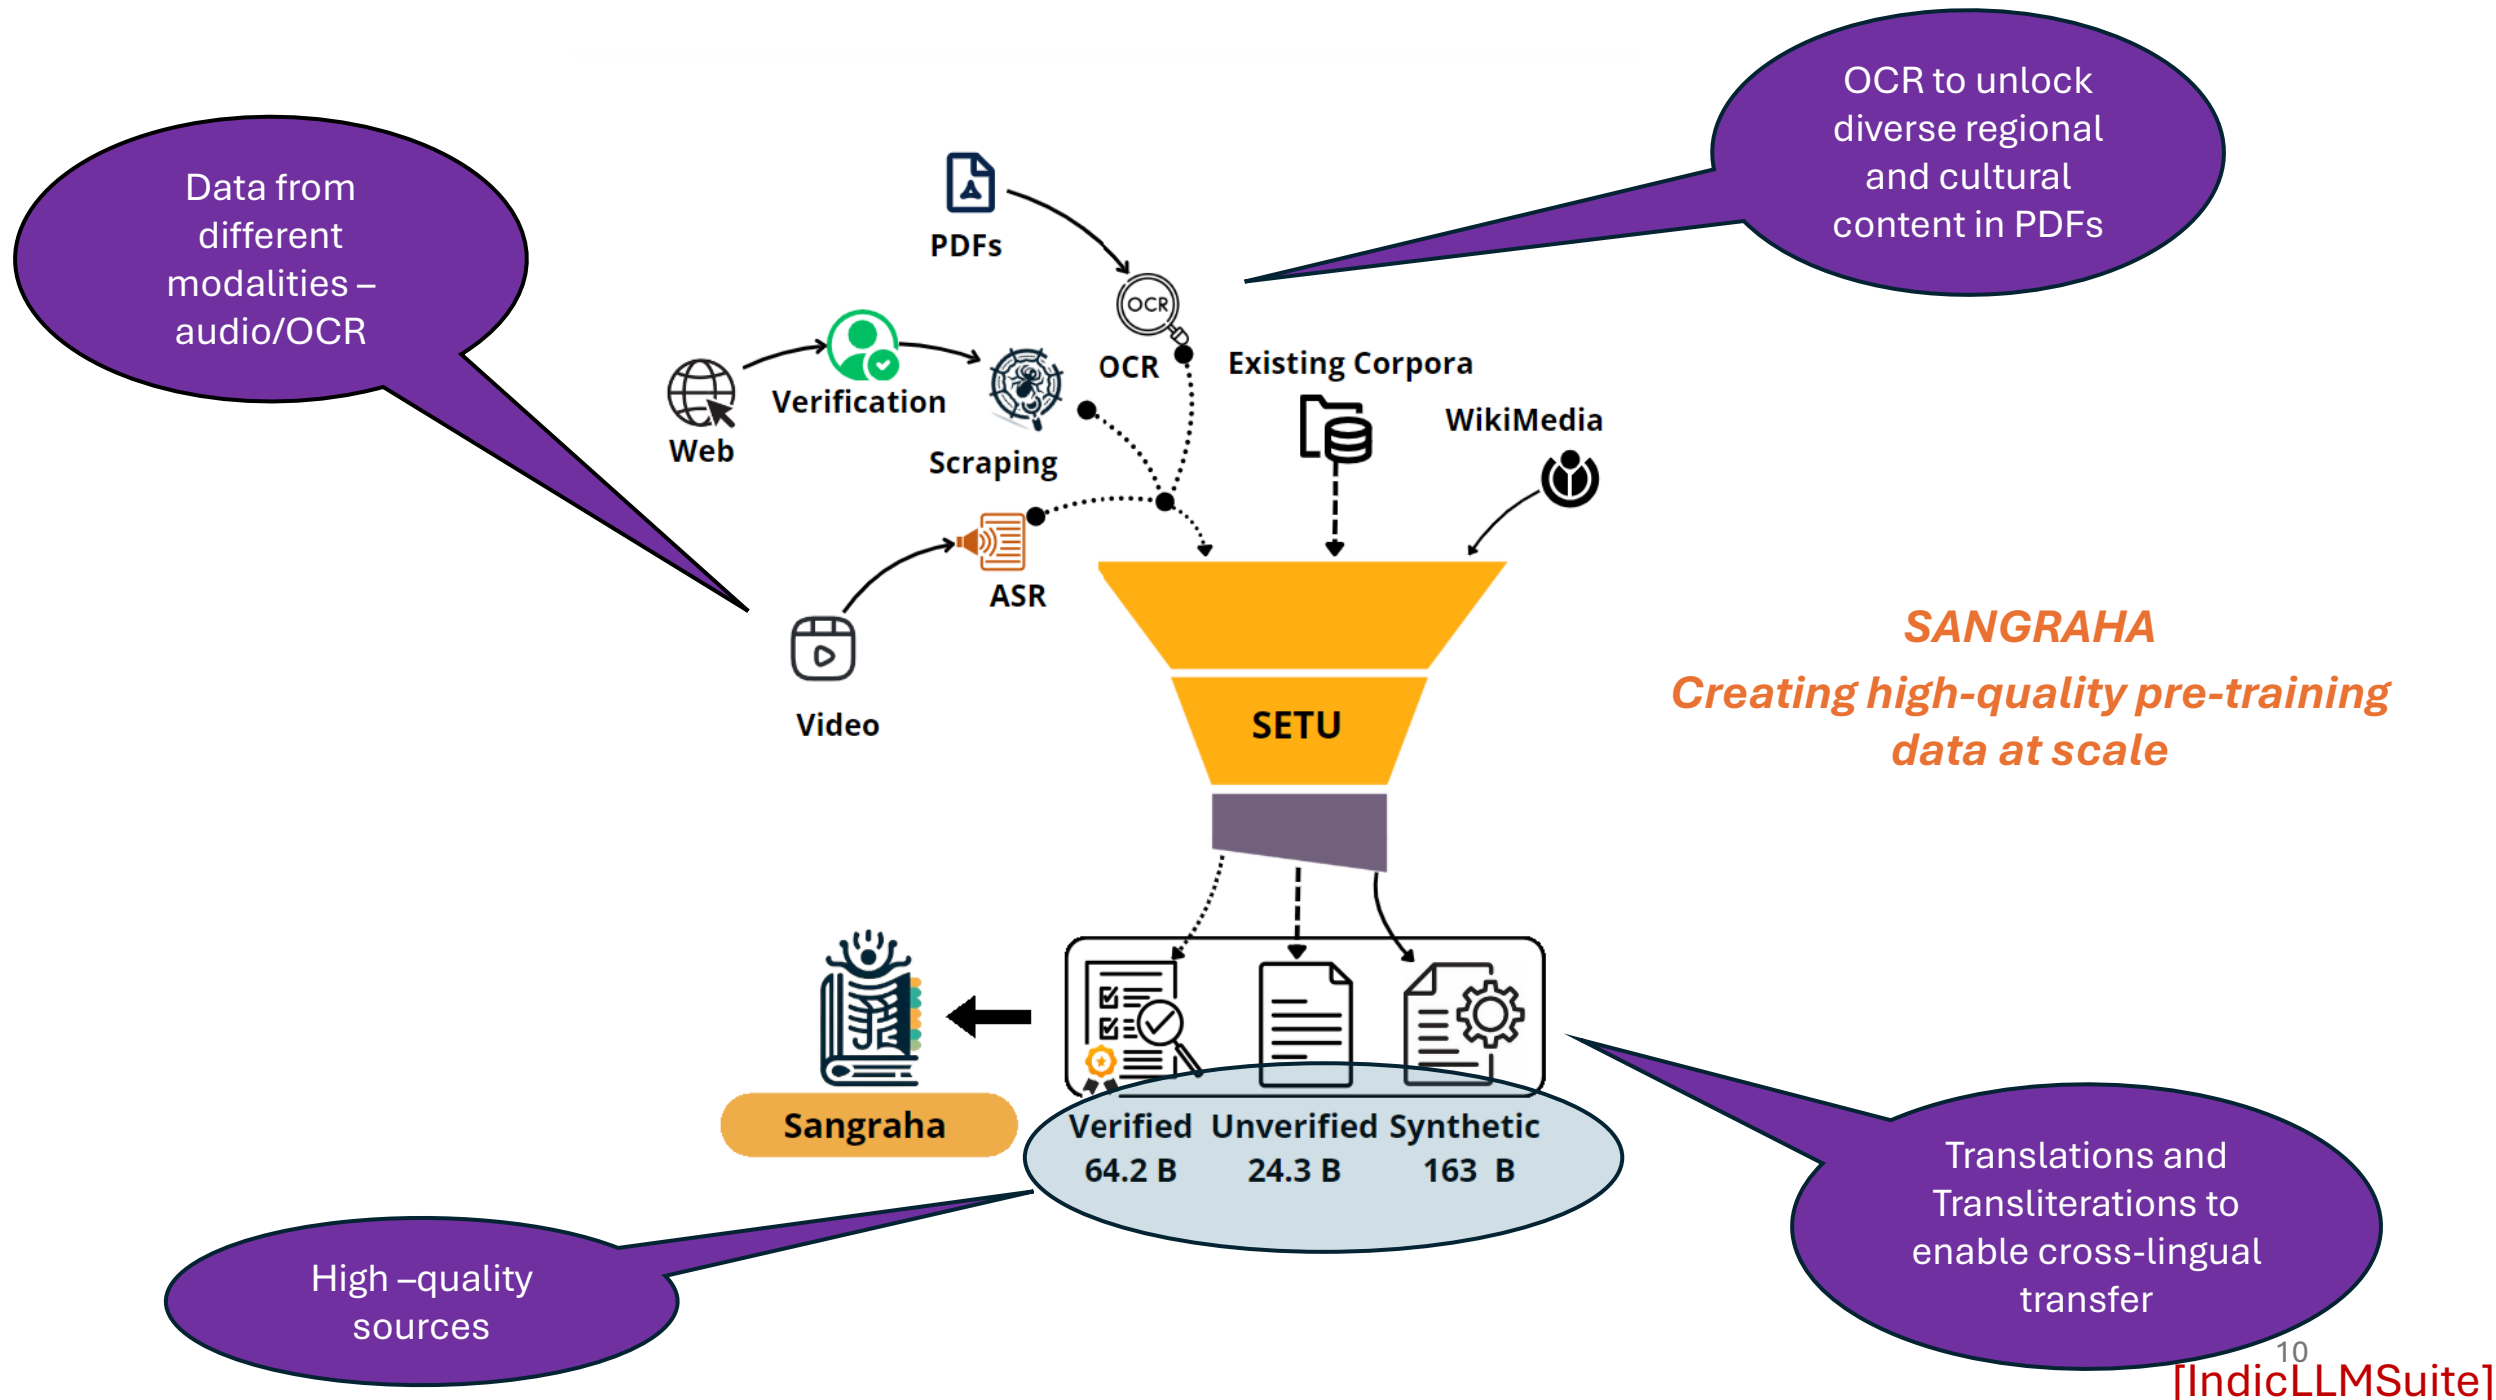 OCR to unlock
diverse regional
and cultural
content in PDFs
Data from
different
modalities –
audio/OCR
PDFs
OCR
OCR
Existing Corpora
WikiMedia
Verification
Web
Scraping
ASR
Video
SETU
SANGRAHA
Creating high-quality pre-training
data at scale
Sangraha
Verified Unverified Synthetic
64.2 B 24.3 B 163 B
Translations and
Transliterations to
enable cross-lingual
transfer
High –quality
sources
10
[IndicLLMSuite]